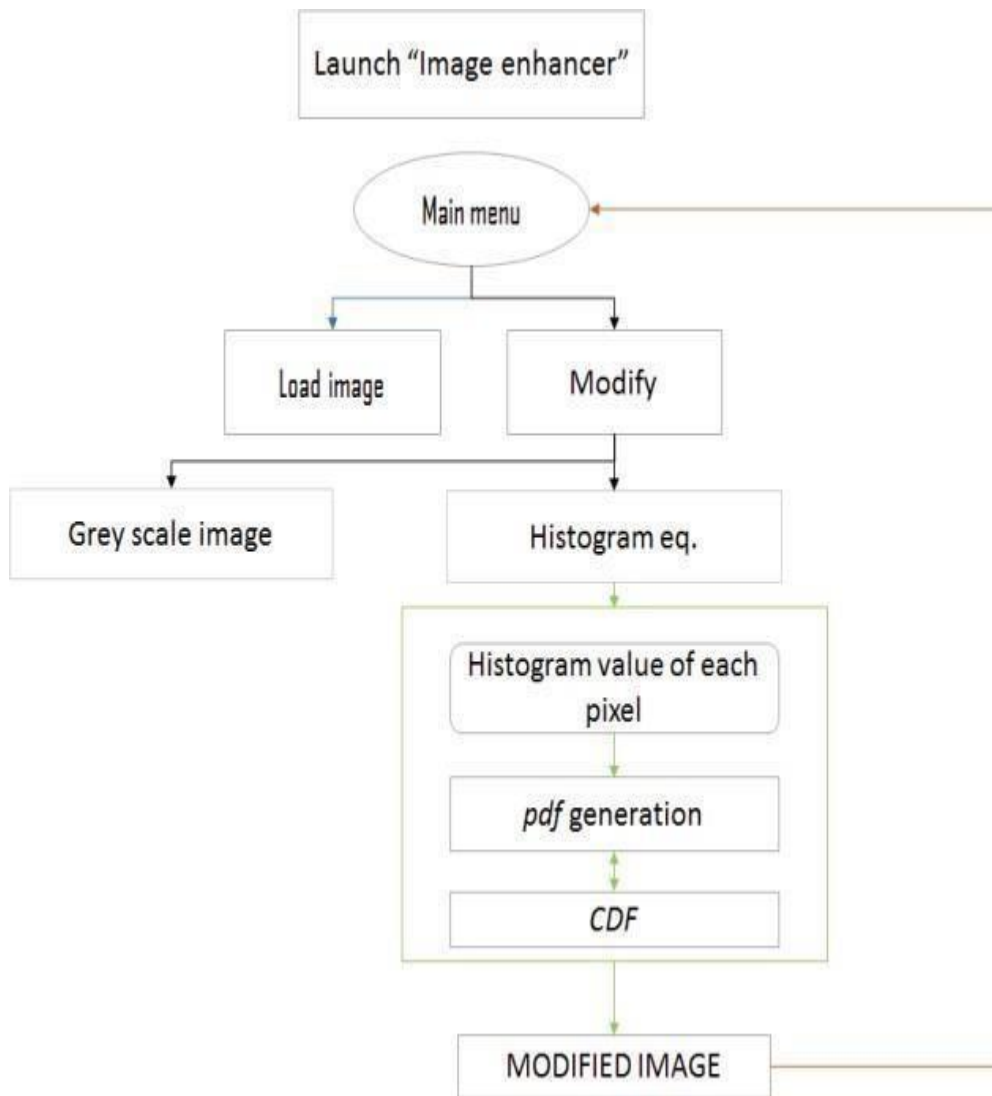 Launch “Image enhancer”
Main menu
Load image
Modify
Grey scale image
Histogram eq.
Histogram value of each
pixel
pdf generation
CDF
MODIFIED IMAGE